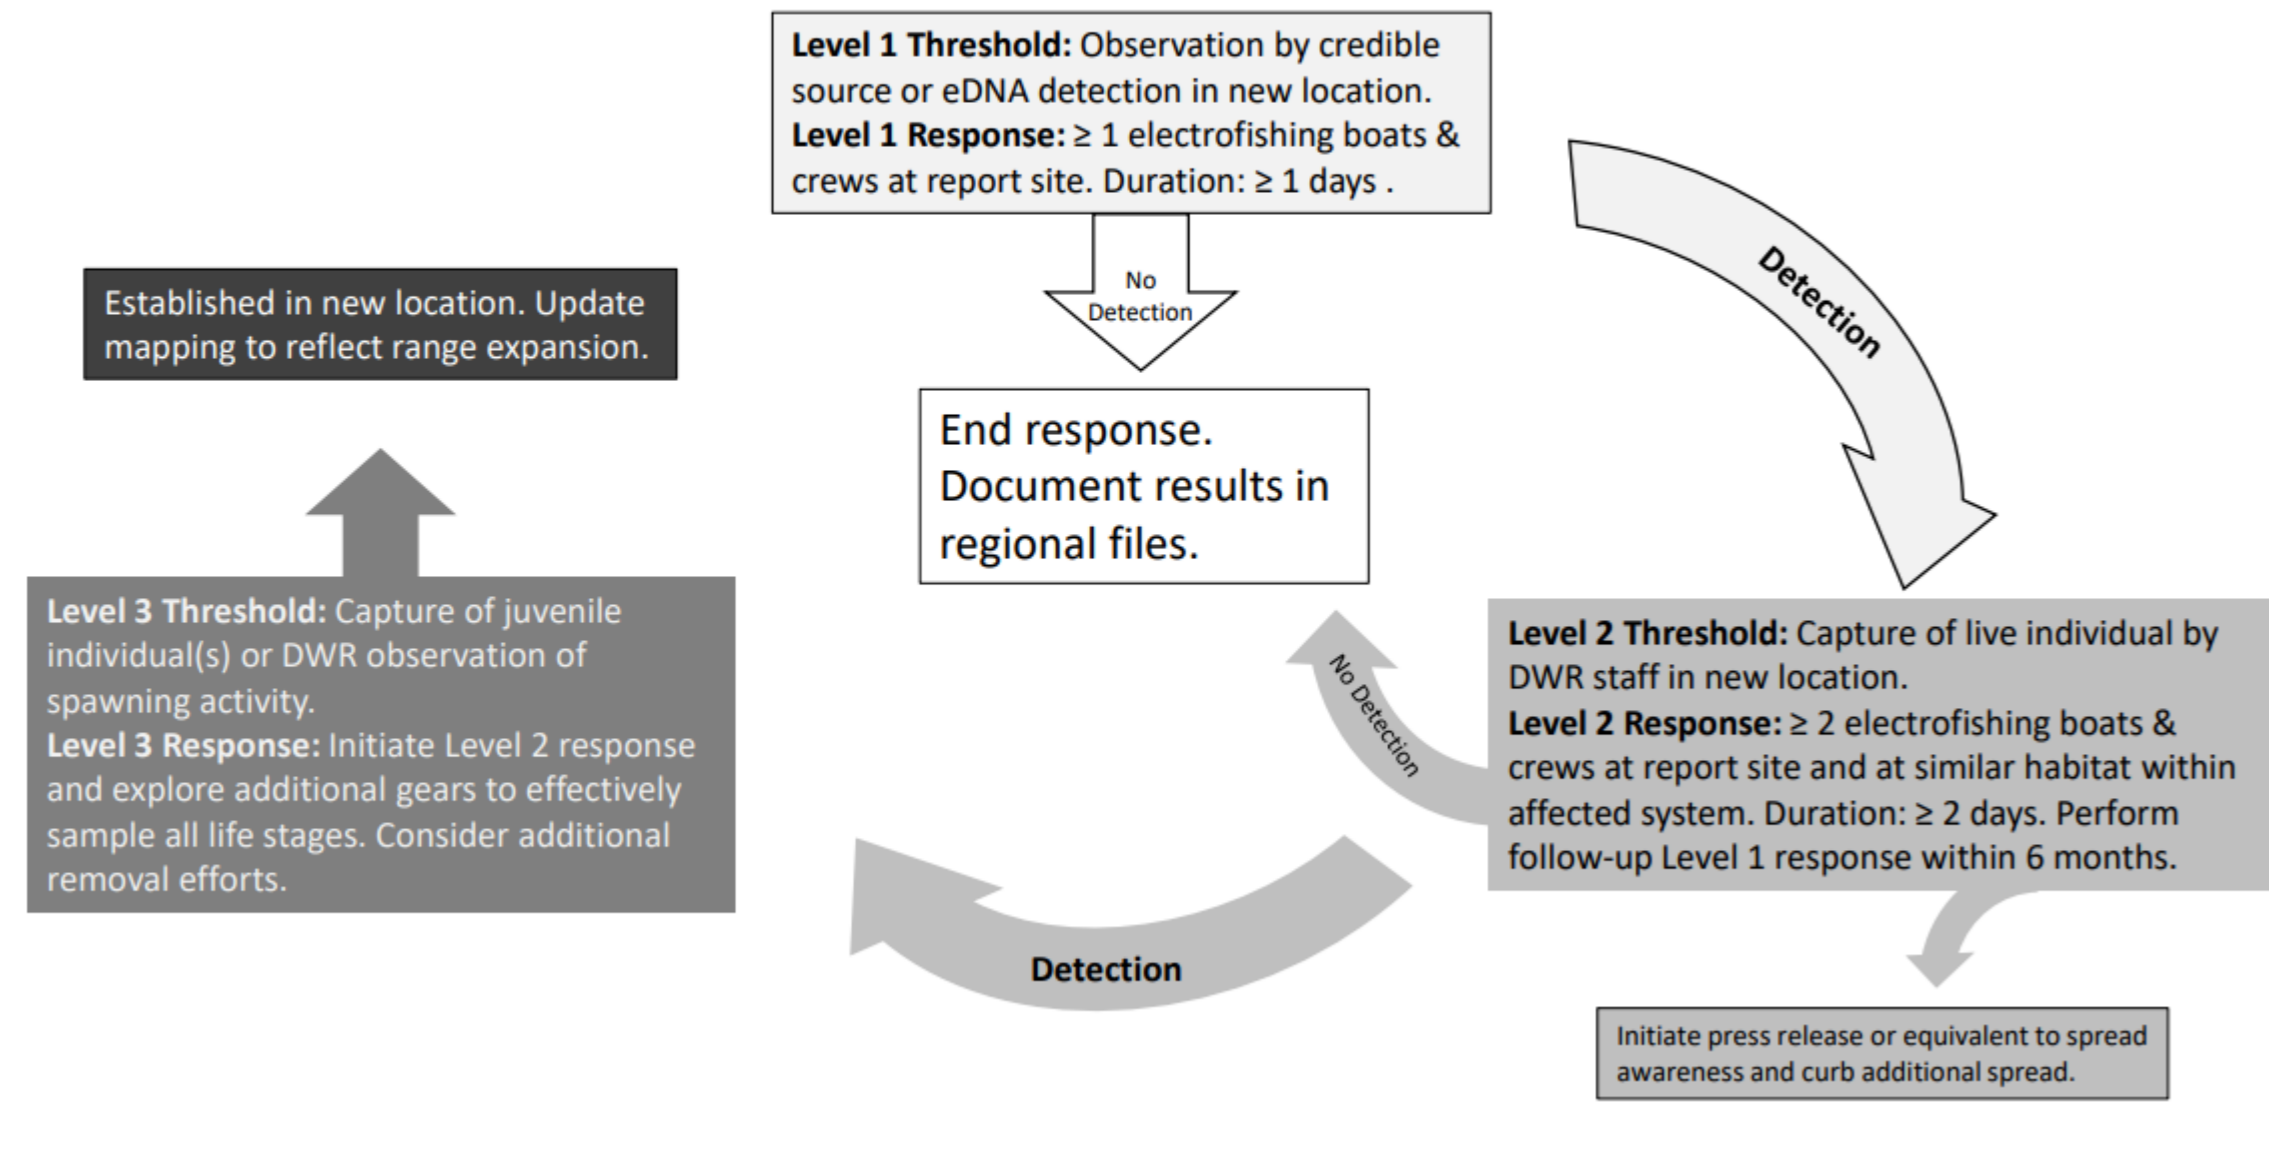 Level 1 Threshold: Observation by credible
source or eDNA detection in new location.
Level 1 Response: ≥ 1 electrofishing boats &
crews at report site. Duration: ≥ 1 days .
No
Detection
Detection
End response.
Document results in
regional files.
Established in new location. Update
mapping to reflect range expansion.
Level 2 Threshold: Capture of live individual by
DWR staff in new location.
Level 2 Response: ≥ 2 electrofishing boats &
crews at report site and at similar habitat within
affected system. Duration: ≥ 2 days. Perform
follow-up Level 1 response within 6 months.
No Detection
Initiate press release or equivalent to spread
awareness and curb additional spread.
Detection
Level 3 Threshold: Capture of juvenile
individual(s) or DWR observation of
spawning activity.
Level 3 Response: Initiate Level 2 response
and explore additional gears to effectively
sample all life stages. Consider additional
removal efforts.